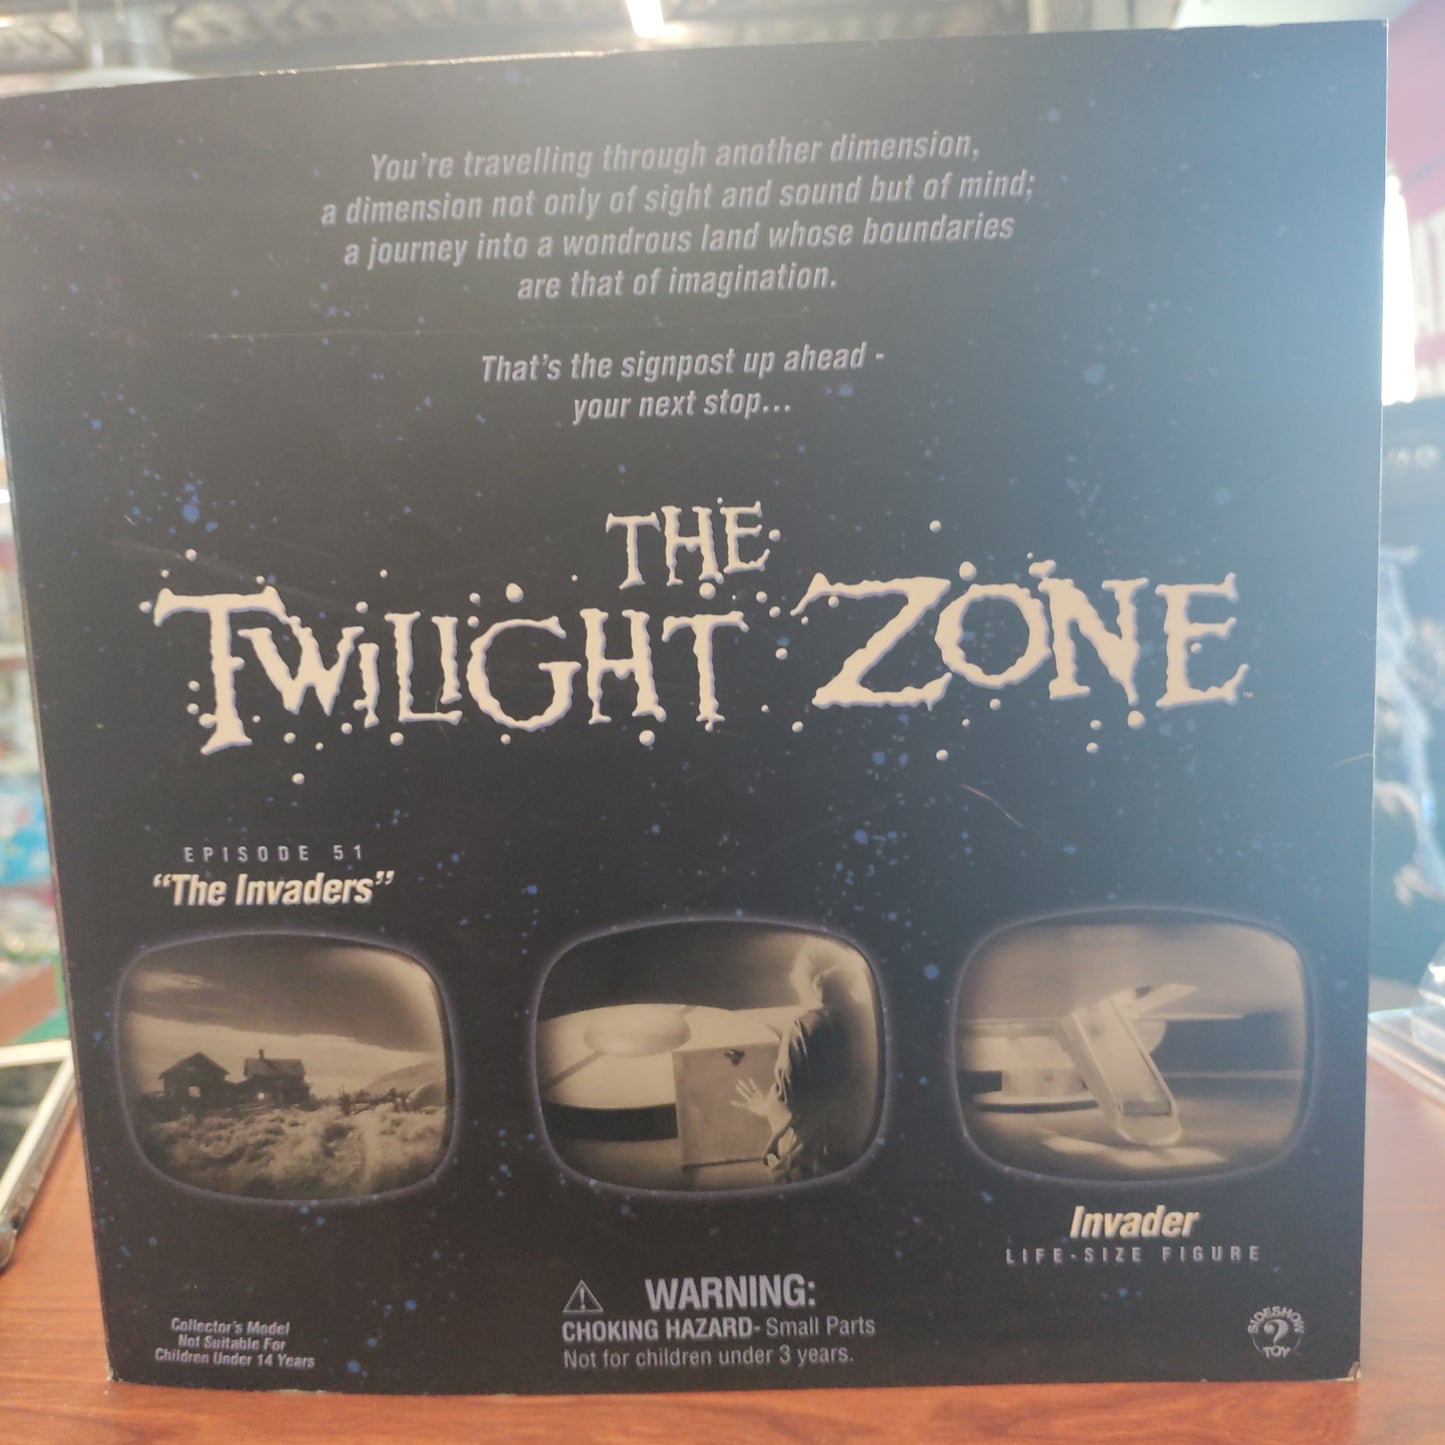 You're travelling through another dimension,
a dimension not only of sight and sound but of mind;
a journey into a wondrous land whose boundaries
are that of imagination.
That's the signpost up ahead -
your next stop...
THE
TWILIGHT ZONE
EPISODE 51
"The Invaders"
Invader
LIFE-SIZE FIGURE
WARNING:
CHOKING HAZARD- Small Parts
Not for children under 3 years.
Collector's Model
Not Suitable For
Children Under 14 Years
SIDESHOW
?
TOY